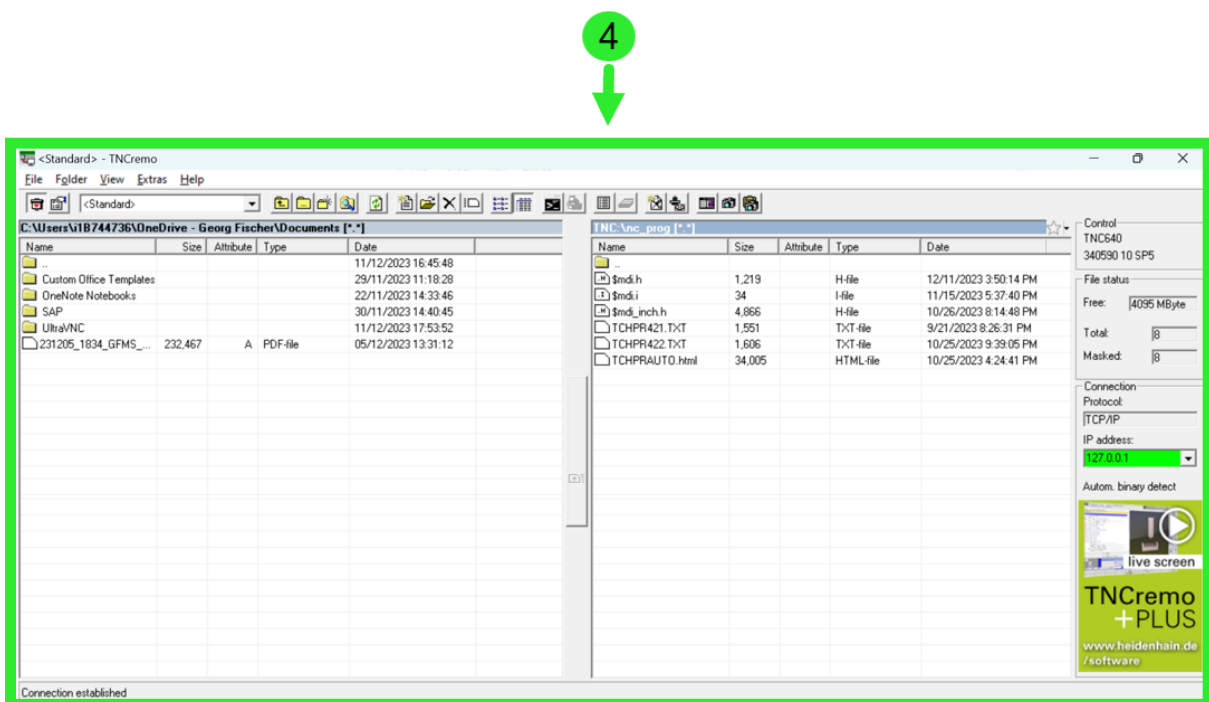 4
<Standard> - TNCremo
File Folder View Extras Help
<Standard>
C:\Users\i1B744736\OneDrive - Georg Fischer\Documents [*.*]
Name Size Attribute Type Date
.. 11/12/2023 16:45:48
Custom Office Templates 29/11/2023 11:18:28
OneNote Notebooks 22/11/2023 14:33:46
SAP 30/11/2023 14:40:45
UltraVNC 11/12/2023 17:53:52
231205_1834_GFMS_... 232,467 A PDF-file 05/12/2023 13:31:12
TNC:\nc_prog [*.*]
Name Size Attribute Type Date
..
$mdi.h 1,219 H-file 12/11/2023 3:50:14 PM
$mdi.i 34 I-file 11/15/2023 5:37:40 PM
$mdi_inch.h 4,866 H-file 10/26/2023 8:14:48 PM
TCHPR421.TXT 1,551 TXT-file 9/21/2023 8:26:31 PM
TCHPR422.TXT 1,606 TXT-file 10/25/2023 9:39:05 PM
TCHPRAUTO.html 34,005 HTML-file 10/25/2023 4:24:41 PM
Control
TNC640
340590 10 SP5
File status
Free: 4095 MByte
Total: 8
Masked: 8
Connection
Protocol:
TCP/IP
IP address:
127.0.0.1
Autom. binary detect
live screen
TNCremo
+PLUS
www.heidenhain.de
/software
Connection established